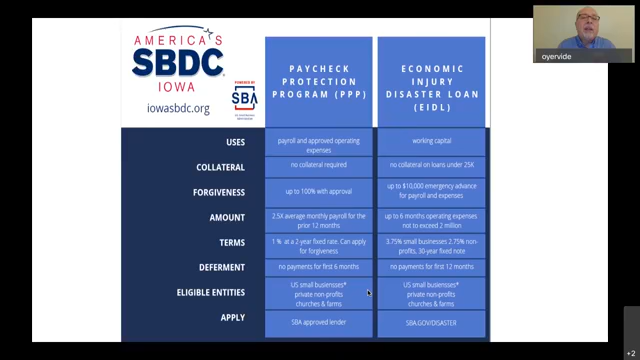 AMERICA'S
SBDC
IOWA
iowasbdc.org
POWERED BY
SBA
PAYCHECK
PROTECTION
PROGRAM (PPP)
ECONOMIC
INJURY
DISASTER LOAN
(EIDL)
USES
payroll and approved operating
expenses
working capital
COLLATERAL
no collateral required
no collateral on loans under 25K
FORGIVENESS
up to 100% with approval
up to $10,000 emergency advance
for payroll and expenses
AMOUNT
2.5X average monthly payroll for the
prior 12 months
up to 6 months operating expenses
not to exceed 2 million
TERMS
1 % at a 2-year fixed rate. Can apply
for forgiveness
3.75% small businesses 2.75% non-
profits, 30-year fixed note
DEFERMENT
no payments for first 6 months
no payments for first 12 months
ELIGIBLE ENTITIES
US small busiensses*
private non-profits
churches & farms
US small busiensses*
private non-profits
churches & farms
APPLY
SBA approved lender
SBA.GOV/DISASTER
oyervide
+2